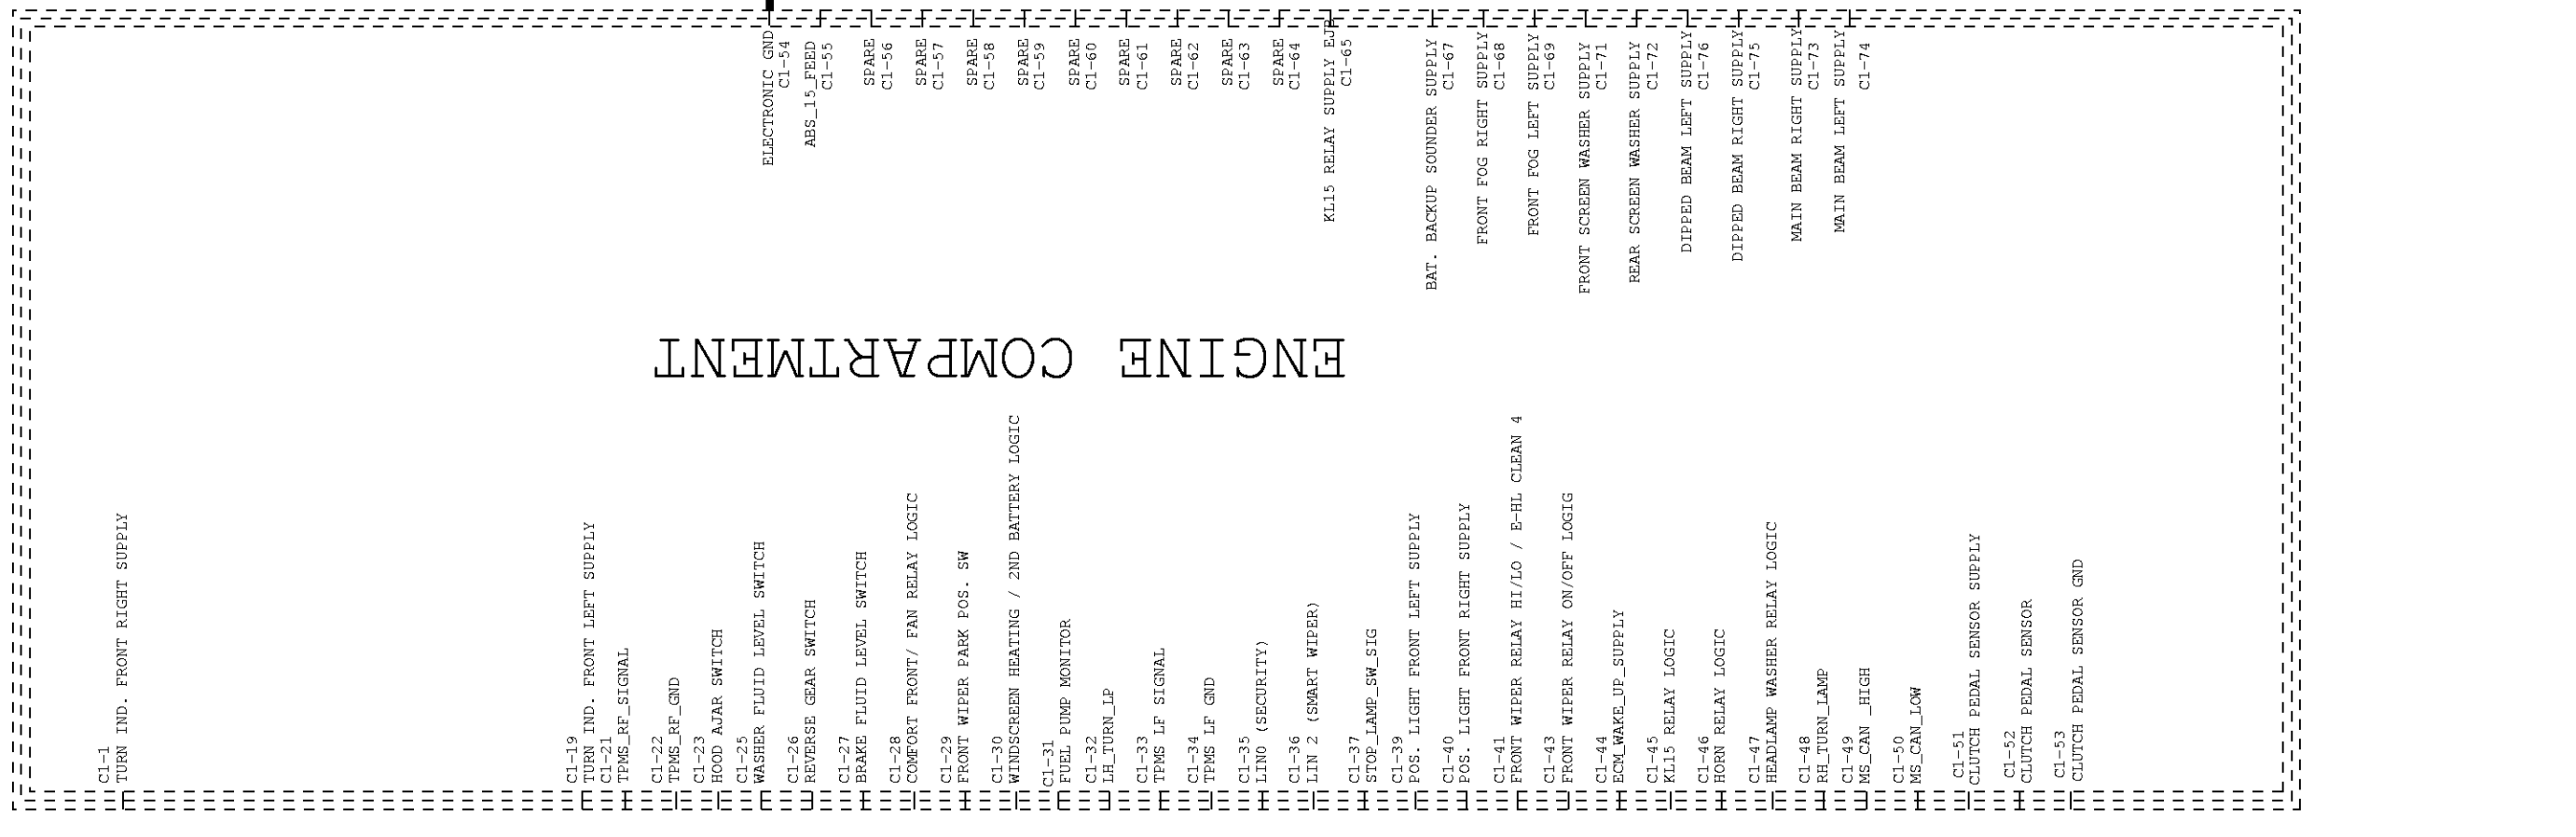 ELECTRONIC GND
C1-54
ABS_15_FEED
C1-55
SPARE
C1-56
SPARE
C1-57
SPARE
C1-58
SPARE
C1-59
SPARE
C1-60
SPARE
C1-61
SPARE
C1-62
SPARE
C1-63
SPARE
C1-64
KL15 RELAY SUPPLY EJB
C1-65
BAT. BACKUP SOUNDER SUPPLY
C1-67
FRONT FOG RIGHT SUPPLY
C1-68
FRONT FOG LEFT SUPPLY
C1-69
FRONT SCREEN WASHER SUPPLY
C1-71
REAR SCREEN WASHER SUPPLY
C1-72
DIPPED BEAM LEFT SUPPLY
C1-76
DIPPED BEAM RIGHT SUPPLY
C1-75
MAIN BEAM RIGHT SUPPLY
C1-73
MAIN BEAM LEFT SUPPLY
C1-74
ENGINE COMPARTMENT
C1-1
TURN IND. FRONT RIGHT SUPPLY
C1-19
TURN IND. FRONT LEFT SUPPLY
C1-21
TPMS_RF_SIGNAL
C1-22
TPMS_RF_GND
C1-23
HOOD AJAR SWITCH
C1-25
WASHER FLUID LEVEL SWITCH
C1-26
REVERSE GEAR SWITCH
C1-27
BRAKE FLUID LEVEL SWITCH
C1-28
COMFORT FRONT/ FAN RELAY LOGIC
C1-29
FRONT WIPER PARK POS. SW
C1-30
WINDSCREEN HEATING / 2ND BATTERY LOGIC
C1-31
FUEL PUMP MONITOR
C1-32
LH_TURN_LP
C1-33
TPMS LF SIGNAL
C1-34
TPMS LF GND
C1-35
LIN0 (SECURITY)
C1-36
LIN 2 (SMART WIPER)
C1-37
STOP_LAMP_SW_SIG
C1-39
POS. LIGHT FRONT LEFT SUPPLY
C1-40
POS. LIGHT FRONT RIGHT SUPPLY
C1-41
FRONT WIPER RELAY HI/LO / E-HL CLEAN 4
C1-43
FRONT WIPER RELAY ON/OFF LOGIG
C1-44
ECM_WAKE_UP_SUPPLY
C1-45
KL15 RELAY LOGIC
C1-46
HORN RELAY LOGIC
C1-47
HEADLAMP WASHER RELAY LOGIC
C1-48
RH_TURN_LAMP
C1-49
MS_CAN _HIGH
C1-50
MS_CAN_LOW
C1-51
CLUTCH PEDAL SENSOR SUPPLY
C1-52
CLUTCH PEDAL SENSOR
C1-53
CLUTCH PEDAL SENSOR GND